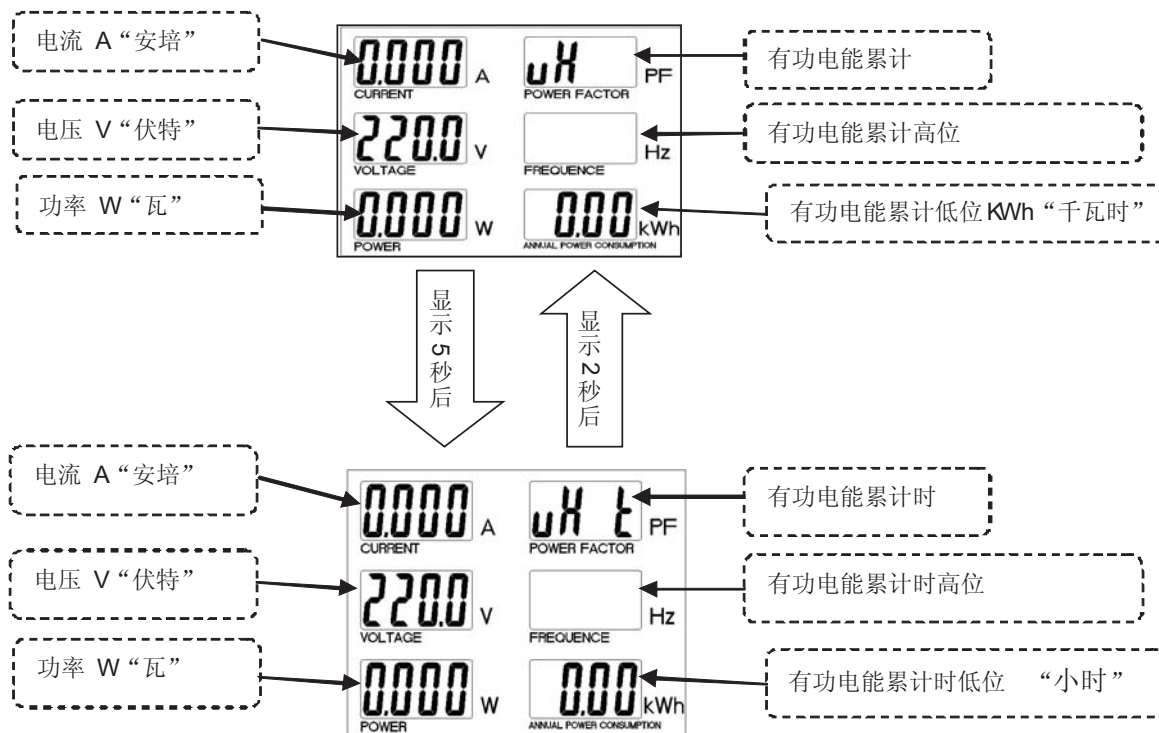 电流 A“安培”
0.000 A
CURRENT
uH PF
POWER FACTOR
有功电能累计
电压 V“伏特”
220.0 V
VOLTAGE
Hz
FREQUENCE
有功电能累计高位
功率 W“瓦”
0.000 W
POWER
0.00 kWh
ANNUAL POWER CONSUMPTION
有功电能累计低位KWh“千瓦时”
显示5秒后
显示2秒后
电流 A“安培”
0.000 A
CURRENT
uH t PF
POWER FACTOR
有功电能累计时
电压 V“伏特”
220.0 V
VOLTAGE
Hz
FREQUENCE
有功电能累计时高位
功率 W“瓦”
0.000 W
POWER
0.00 kWh
ANNUAL POWER CONSUMPTION
有功电能累计时低位 “小时”